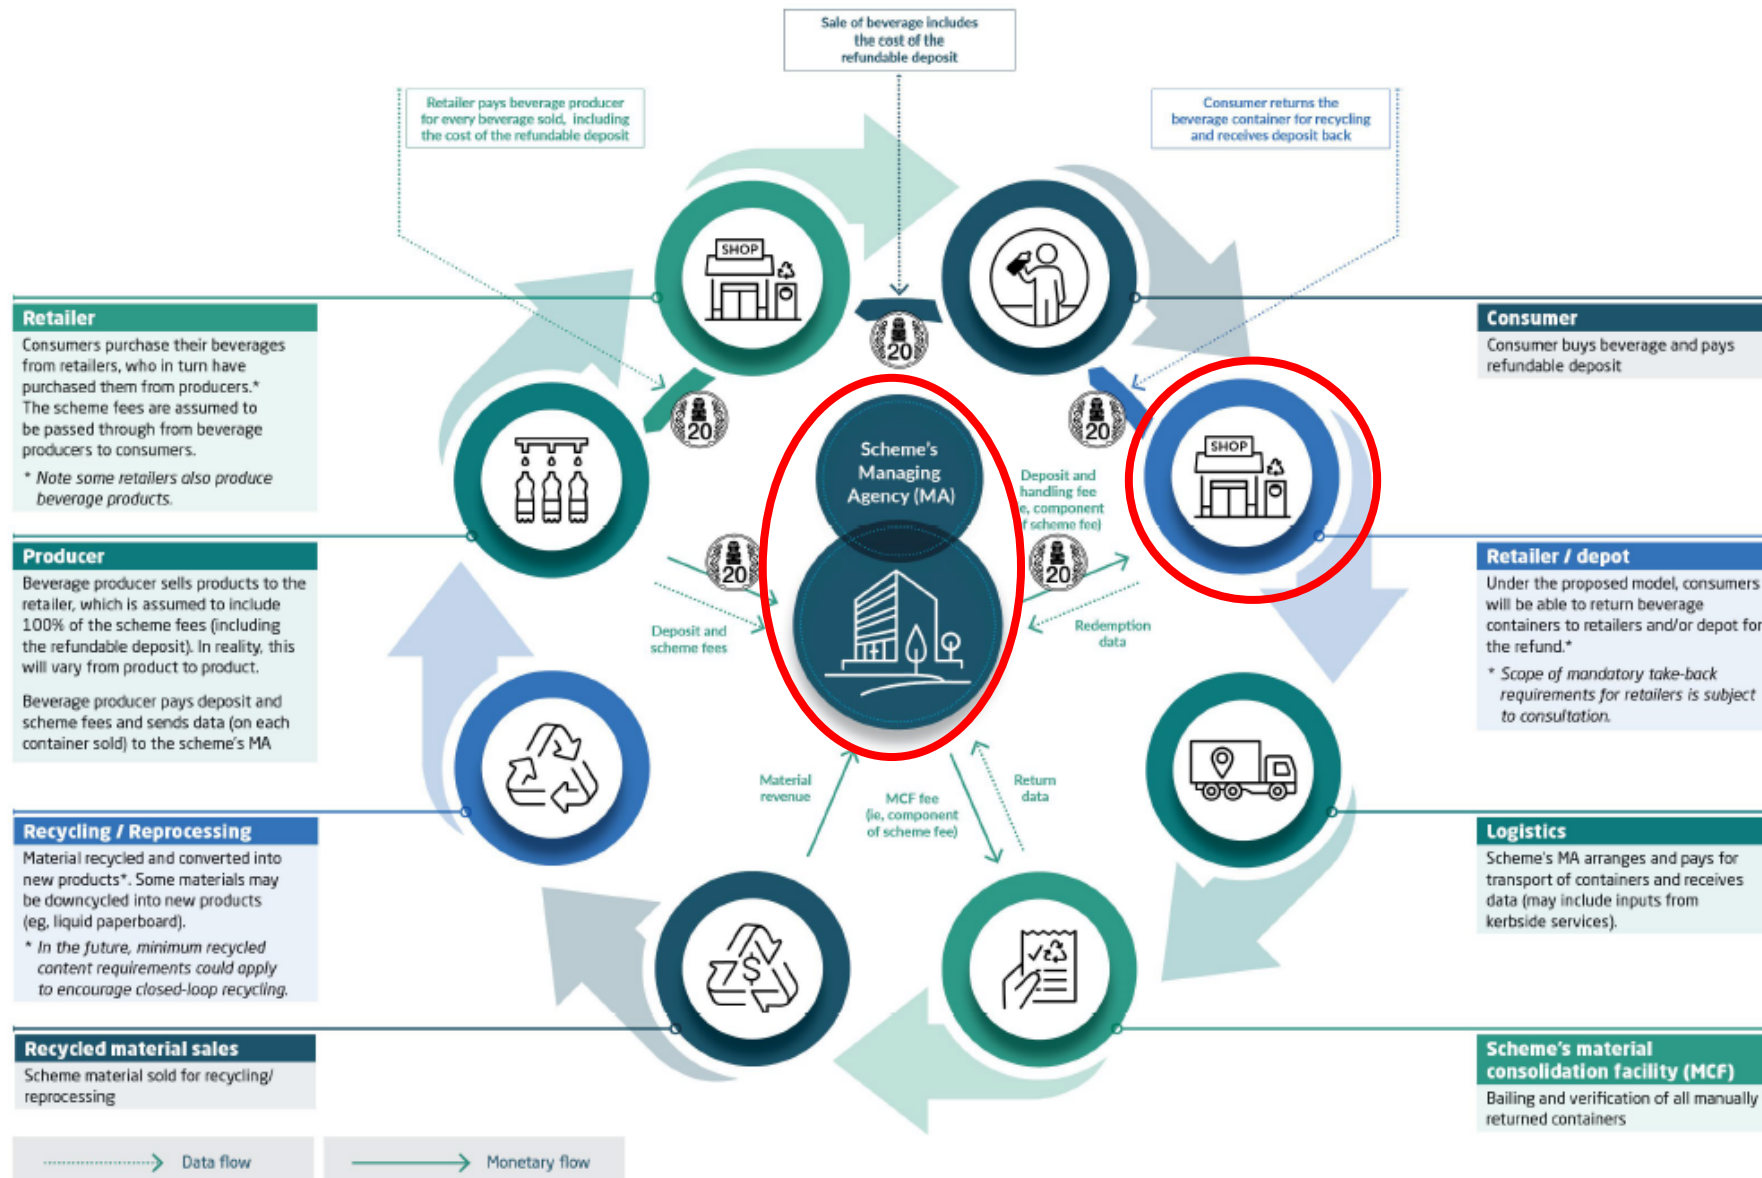 Sale of beverage includes
the cost of the
refundable deposit
Retailer pays beverage producer
for every beverage sold, including
the cost of the refundable deposit
Consumer returns the
beverage container for recycling
and receives deposit back
SHOP
20
20
20
Retailer
Consumers purchase their beverages
from retailers, who in turn have
purchased them from producers.*
The scheme fees are assumed to
be passed through from beverage
producers to consumers.
* Note some retailers also produce
beverage products.
Consumer
Consumer buys beverage and pays
refundable deposit
Scheme's
Managing
Agency (MA)
Deposit and
handling fee
e, component
f scheme fee)
SHOP
20
20
Producer
Beverage producer sells products to the
retailer, which is assumed to include
100% of the scheme fees (including
the refundable deposit). In reality, this
will vary from product to product.
Beverage producer pays deposit and
scheme fees and sends data (on each
container sold) to the scheme's MA
Deposit and
scheme fees
Redemption
data
Retailer / depot
Under the proposed model, consumers
will be able to return beverage
containers to retailers and/or depot for
the refund.*
* Scope of mandatory take-back
requirements for retailers is subject
to consultation.
Material
revenue
MCF fee
(ie, component
of scheme fee)
Return
data
Recycling / Reprocessing
Material recycled and converted into
new products*. Some materials may
be downcycled into new products
(eg, liquid paperboard).
* In the future, minimum recycled
content requirements could apply
to encourage closed-loop recycling.
Logistics
Scheme's MA arranges and pays for
transport of containers and receives
data (may include inputs from
kerbside services).
$
Recycled material sales
Scheme material sold for recycling/
reprocessing
Scheme's material
consolidation facility (MCF)
Bailing and verification of all manually
returned containers
Data flow
Monetary flow